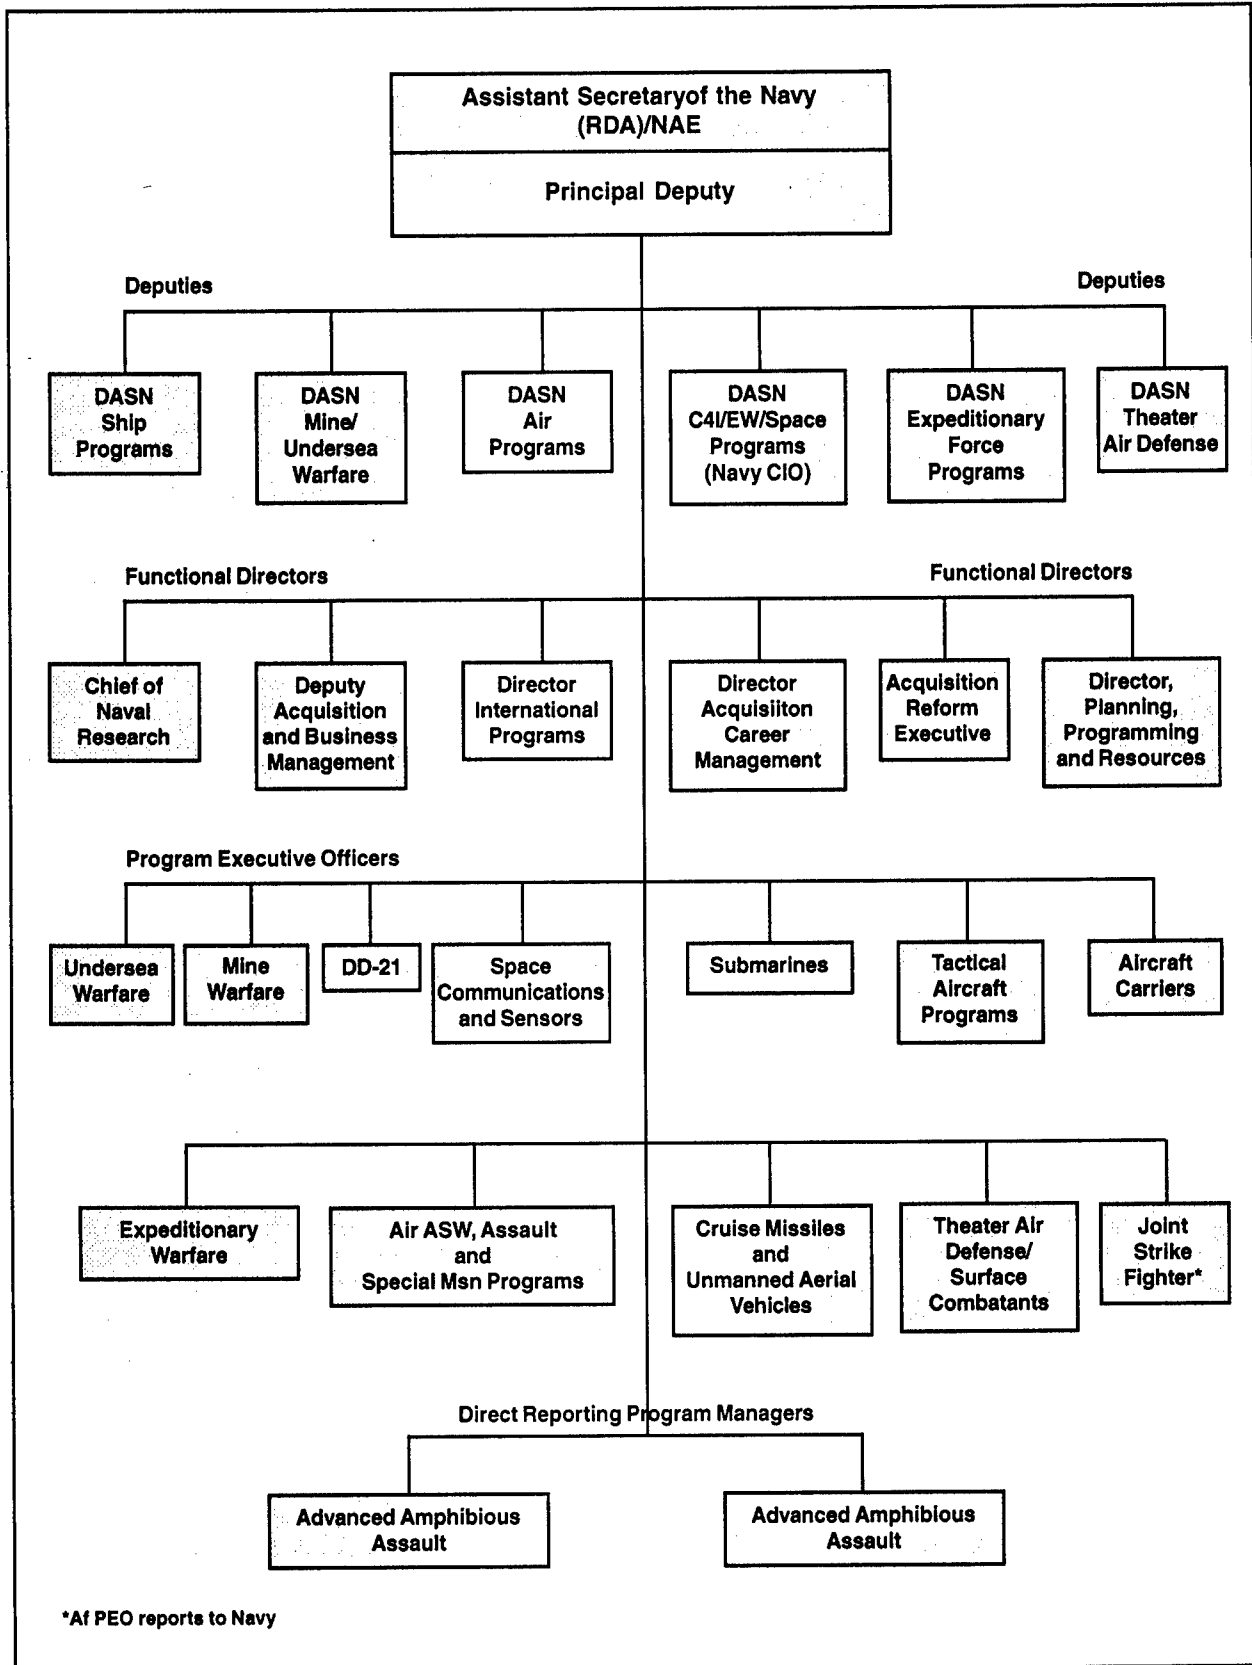 Assistant Secretaryof the Navy
(RDA)/NAE
Principal Deputy
Deputies
Deputies
DASN
Ship
Programs
DASN
Mine/
Undersea
Warfare
DASN
Air
Programs
DASN
C4I/EW/Space
Programs
(Navy CIO)
DASN
Expeditionary
Force
Programs
DASN
Theater
Air Defense
Functional Directors
Functional Directors
Chief of
Naval
Research
Deputy
Acquisition
and Business
Management
Director
International
Programs
Director
Acquisiiton
Career
Management
Acquisition
Reform
Executive
Director,
Planning,
Programming
and Resources
Program Executive Officers
Undersea
Warfare
Mine
Warfare
DD-21
Space
Communications
and Sensors
Submarines
Tactical
Aircraft
Programs
Aircraft
Carriers
Expeditionary
Warfare
Air ASW, Assault
and
Special Msn Programs
Cruise Missiles
and
Unmanned Aerial
Vehicles
Theater Air
Defense/
Surface
Combatants
Joint
Strike
Fighter*
Direct Reporting Program Managers
Advanced Amphibious
Assault
Advanced Amphibious
Assault
*Af PEO reports to Navy